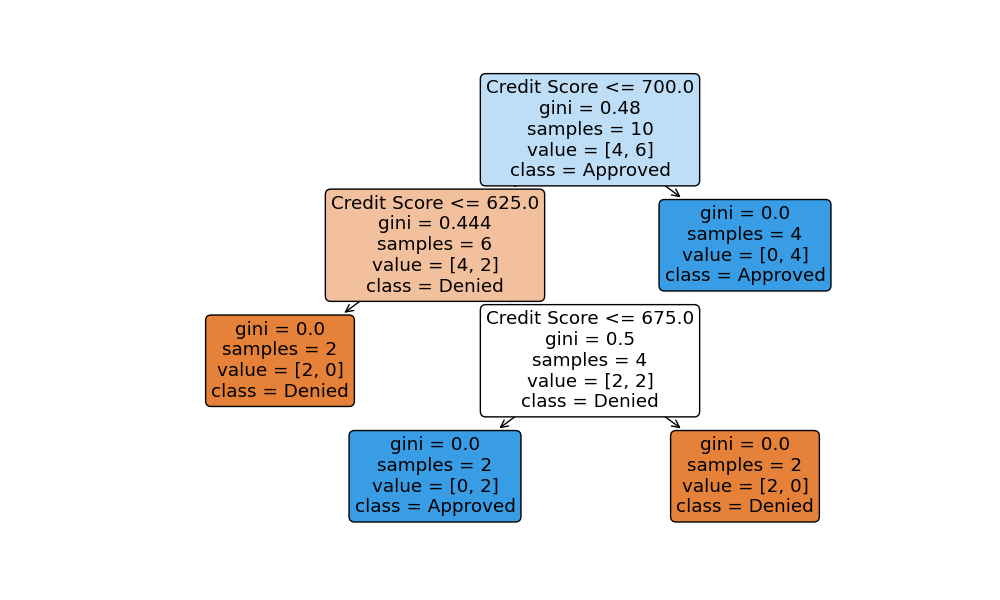 Credit Score <= 700.0
gini = 0.48
samples = 10
value = [4, 6]
class = Approved
Credit Score <= 625.0
gini = 0.444
samples = 6
value = [4, 2]
class = Denied
gini = 0.0
samples = 4
value = [0, 4]
class = Approved
gini = 0.0
samples = 2
value = [2, 0]
class = Denied
Credit Score <= 675.0
gini = 0.5
samples = 4
value = [2, 2]
class = Denied
gini = 0.0
samples = 2
value = [0, 2]
class = Approved
gini = 0.0
samples = 2
value = [2, 0]
class = Denied